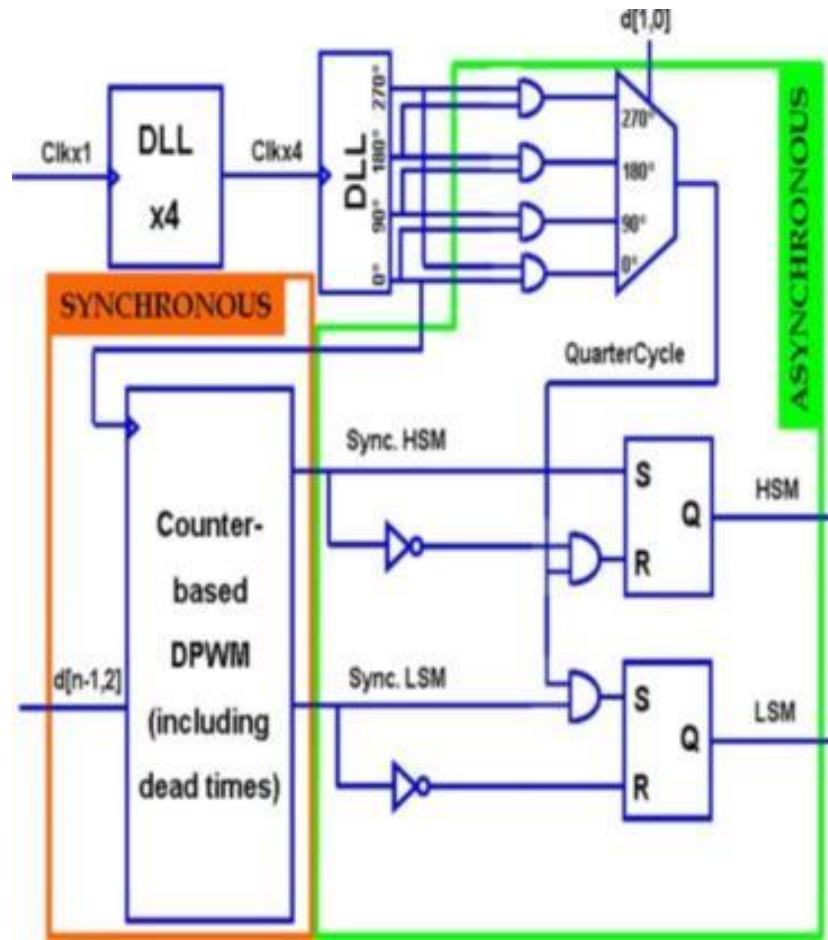 d[1,0]
Clkx1
DLL
x4
Clkx4
DLL
270°
180°
90°
0°
270°
180°
90°
0°
ASYNCHRONOUS
SYNCHRONOUS
QuarterCycle
Counter-
based
DPWM
(including
dead times)
d[n-1,2]
Sync. HSM
S
Q
R
HSM
Sync. LSM
S
Q
R
LSM